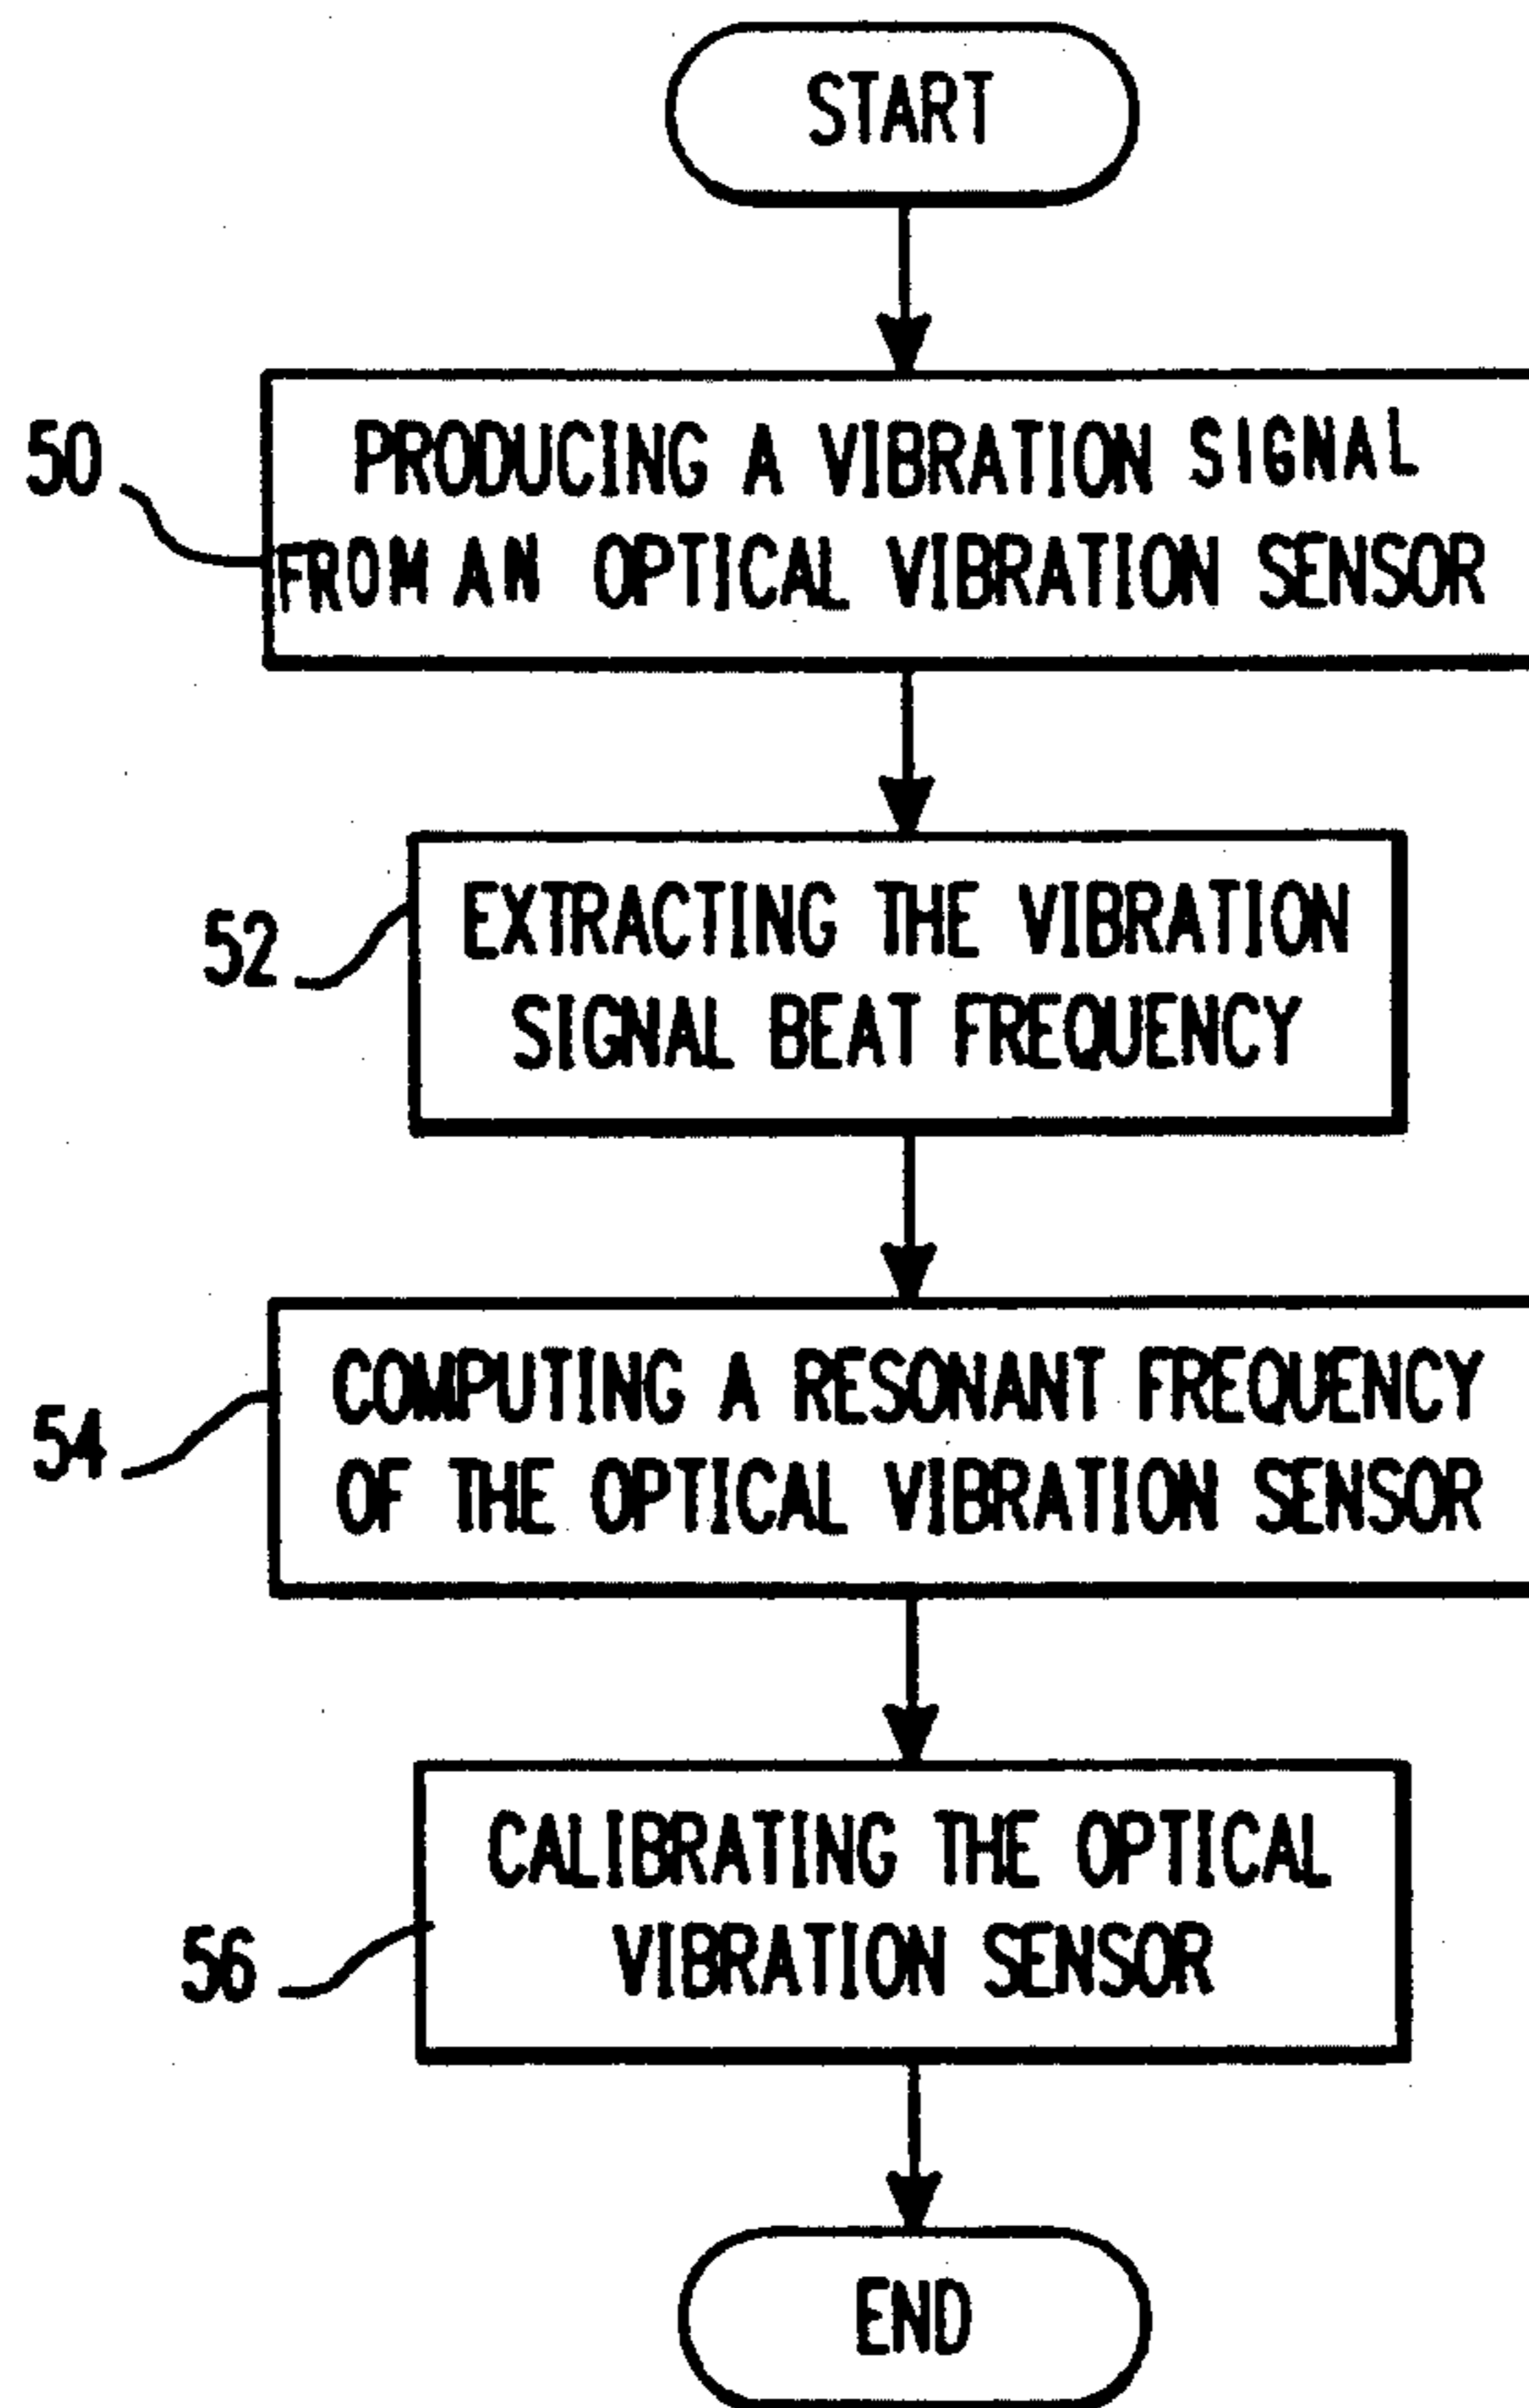 START
50
PRODUCING A VIBRATION SIGNAL
FROM AN OPTICAL VIBRATION SENSOR
52
EXTRACTING THE VIBRATION
SIGNAL BEAT FREQUENCY
54
COMPUTING A RESONANT FREQUENCY
OF THE OPTICAL VIBRATION SENSOR
56
CALIBRATING THE OPTICAL
VIBRATION SENSOR
END